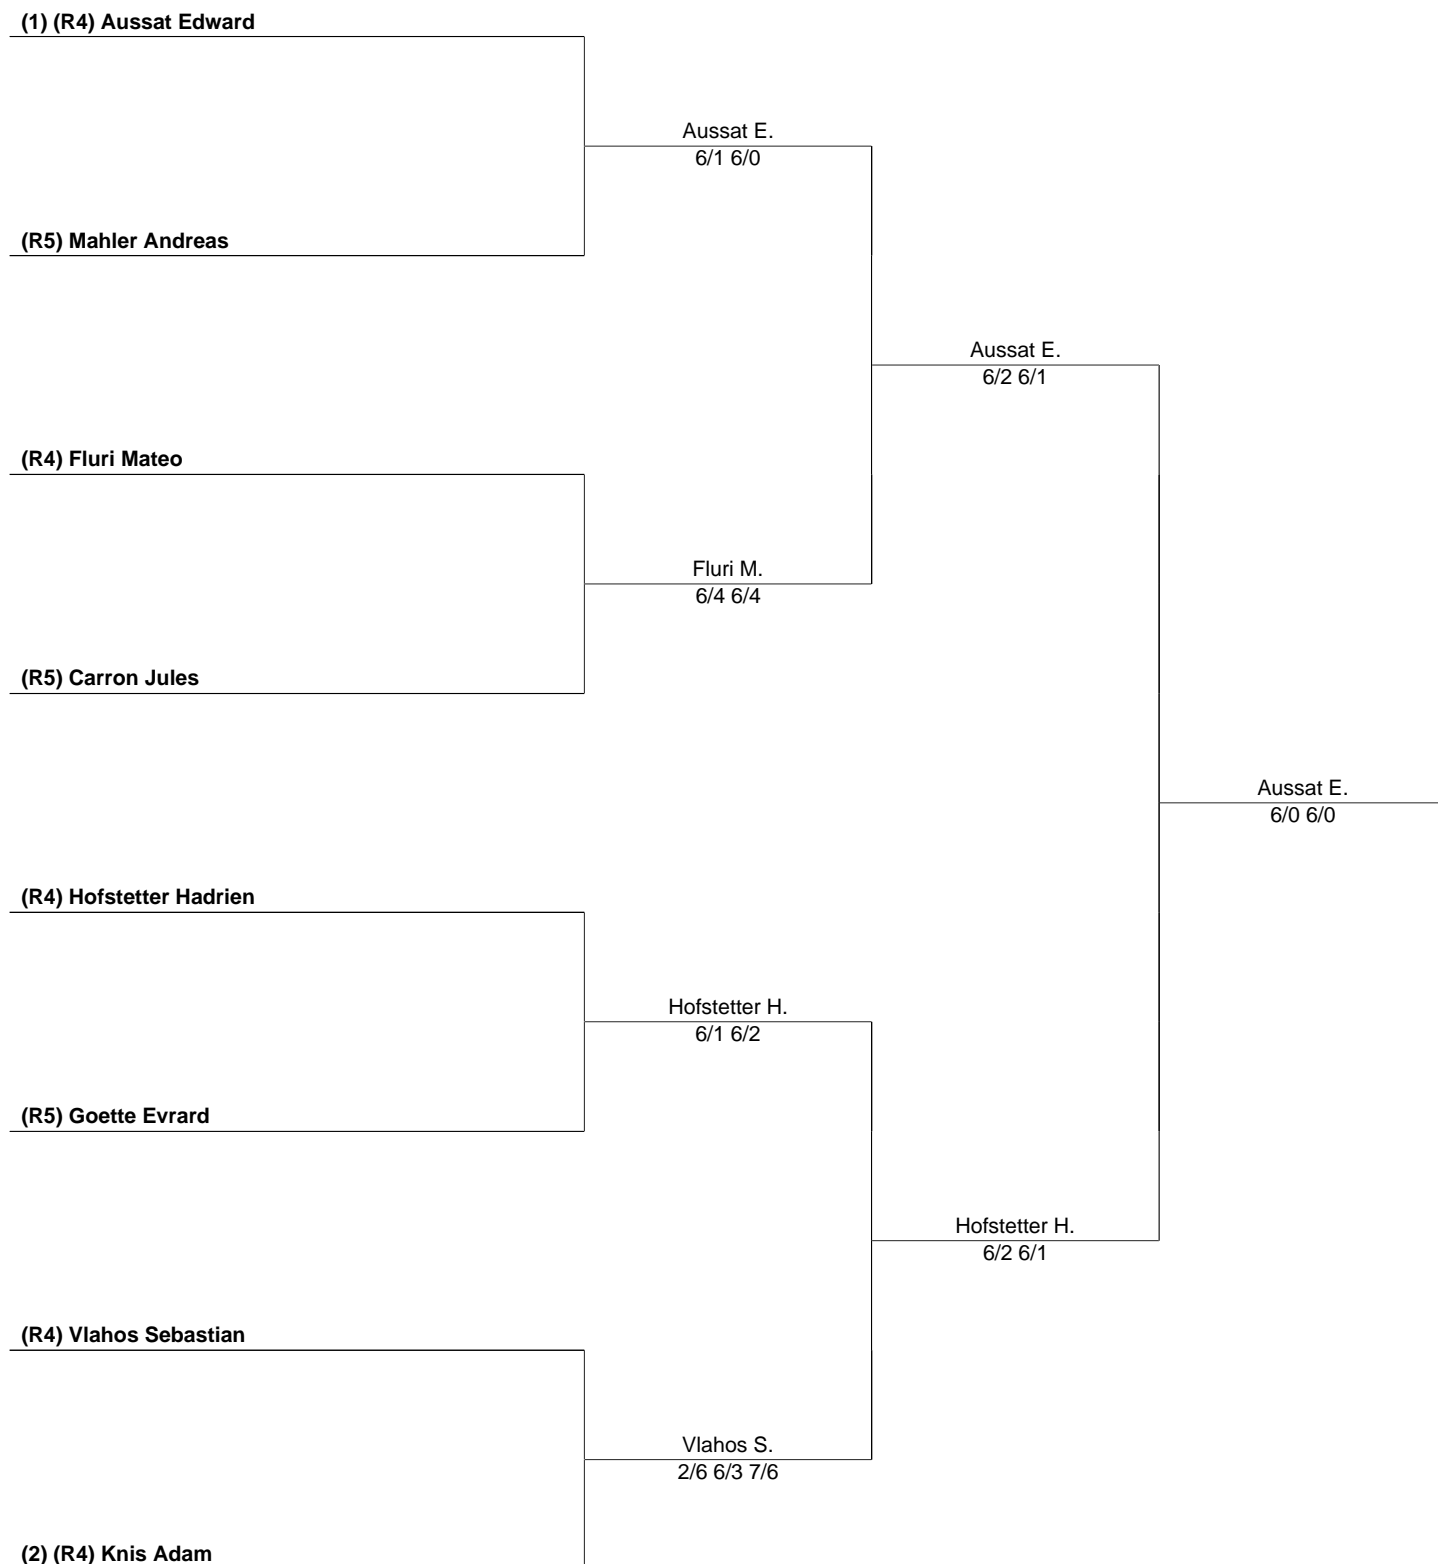 (1) (R4) Aussat Edward
Aussat E.
6/1 6/0
(R5) Mahler Andreas
Aussat E.
6/2 6/1
(R4) Fluri Mateo
Fluri M.
6/4 6/4
(R5) Carron Jules
Aussat E.
6/0 6/0
(R4) Hofstetter Hadrien
Hofstetter H.
6/1 6/2
(R5) Goette Evrard
Hofstetter H.
6/2 6/1
(R4) Vlahos Sebastian
Vlahos S.
2/6 6/3 7/6
(2) (R4) Knis Adam